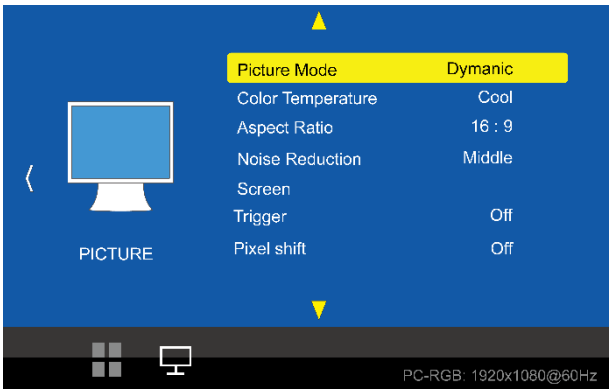 Picture Mode Dymanic
Color Temperature Cool
Aspect Ratio 16 : 9
Noise Reduction Middle
Screen
Trigger Off
Pixel shift Off
PICTURE
PC-RGB: 1920x1080@60Hz